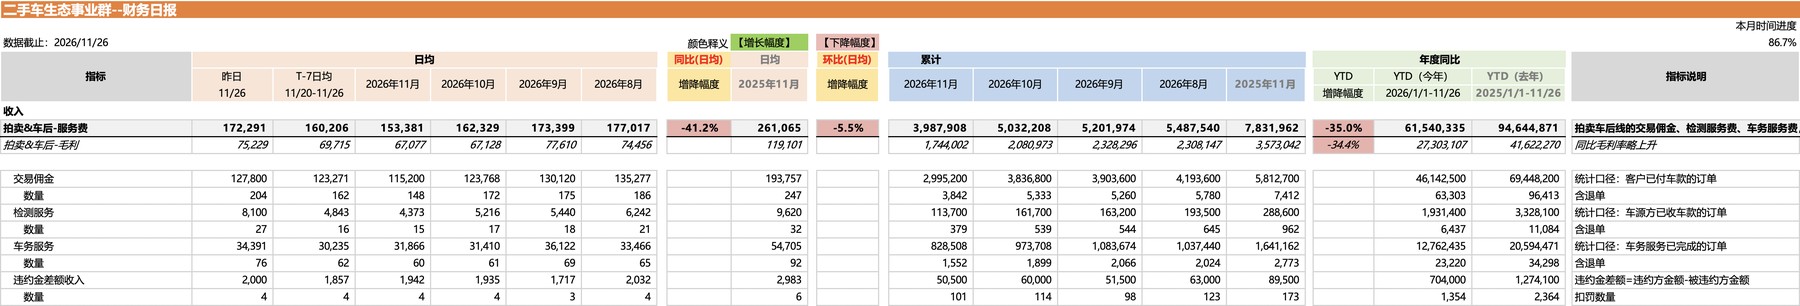 二手车生态事业群--财务日报
本月时间进度
数据截止：2026/11/26 颜色释义 【增长幅度】 【下降幅度】 86.7%
指标 日均 同比(日均) 日均 环比(日均) 累计 年度同比 指标说明
昨日 T-7日均 2026年11月 2026年10月 2026年9月 2026年8月 增降幅度 2025年11月 增降幅度 2026年11月 2026年10月 2026年9月 2026年8月 2025年11月 YTD YTD（今年） YTD（去年）
11/26 11/20-11/26 增降幅度 2026/1/1-11/26 2025/1/1-11/26
收入
拍卖&车后-服务费 172,291 160,206 153,381 162,329 173,399 177,017 -41.2% 261,065 -5.5% 3,987,908 5,032,208 5,201,974 5,487,540 7,831,962 -35.0% 61,540,335 94,644,871 拍卖车后线的交易佣金、检测服务费、车务服务费,
拍卖&车后-毛利 75,229 69,715 67,077 67,128 77,610 74,456 119,101 1,744,002 2,080,973 2,328,296 2,308,147 3,573,042 -34.4% 27,303,107 41,622,270 同比毛利率略上升
交易佣金 127,800 123,271 115,200 123,768 130,120 135,277 193,757 2,995,200 3,836,800 3,903,600 4,193,600 5,812,700 46,142,500 69,448,200 统计口径：客户已付车款的订单
数量 204 162 148 172 175 186 247 3,842 5,333 5,260 5,780 7,412 63,303 96,413 含退单
检测服务 8,100 4,843 4,373 5,216 5,440 6,242 9,620 113,700 161,700 163,200 193,500 288,600 1,931,400 3,328,100 统计口径：车源方已收车款的订单
数量 27 16 15 17 18 21 32 379 539 544 645 962 6,437 11,084 含退单
车务服务 34,391 30,235 31,866 31,410 36,122 33,466 54,705 828,508 973,708 1,083,674 1,037,440 1,641,162 12,762,435 20,594,471 统计口径：车务服务已完成的订单
数量 76 62 60 61 69 65 92 1,552 1,899 2,066 2,024 2,773 23,220 34,298 含退单
违约金差额收入 2,000 1,857 1,942 1,935 1,717 2,032 2,983 50,500 60,000 51,500 63,000 89,500 704,000 1,274,100 违约金差额=违约方金额-被违约方金额
数量 4 4 4 4 3 4 6 101 114 98 123 173 1,354 2,364 扣罚数量